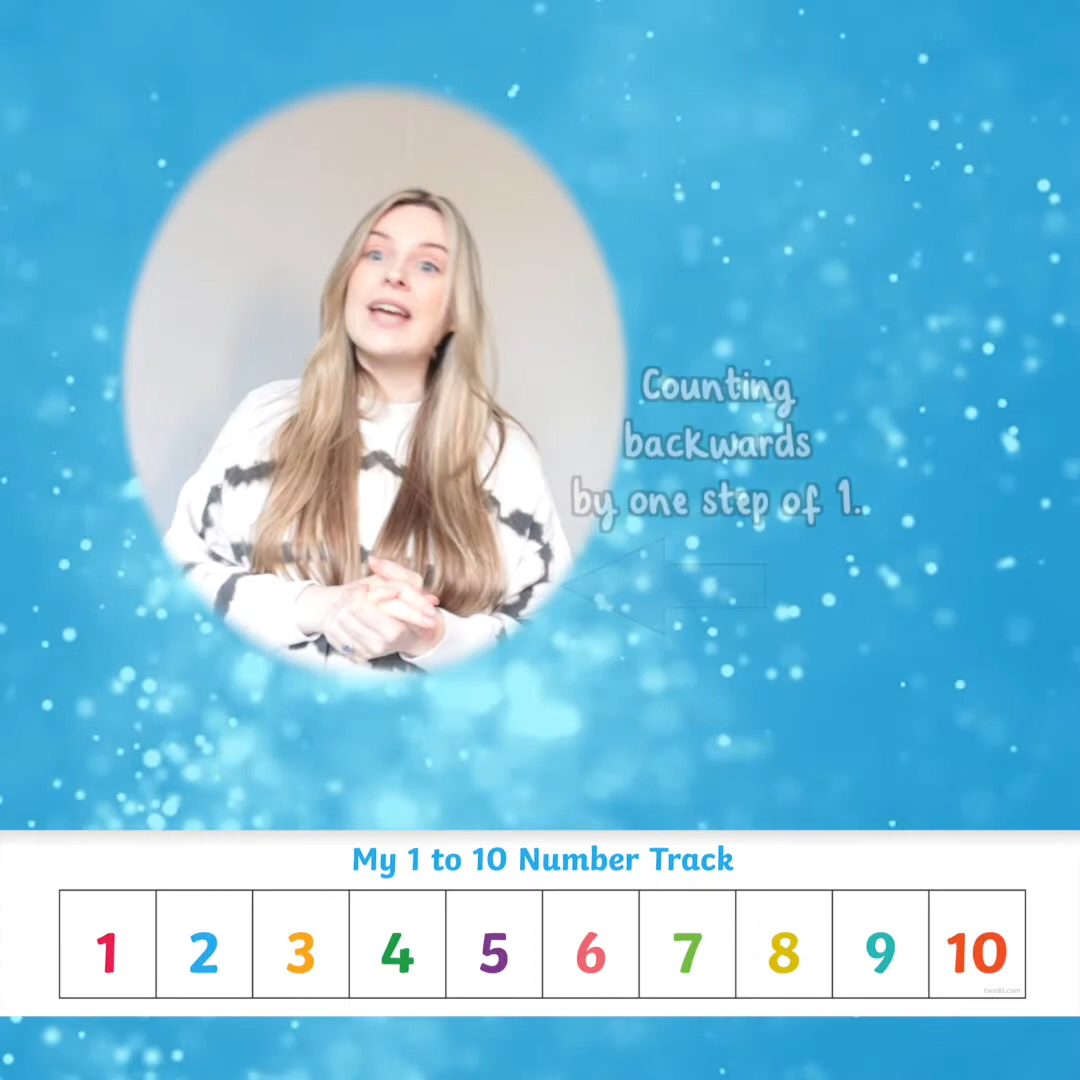 Counting
backwards
by one step of 1.
My 1 to 10 Number Track
1 2 3 4 5 6 7 8 9 10
twinkl.com